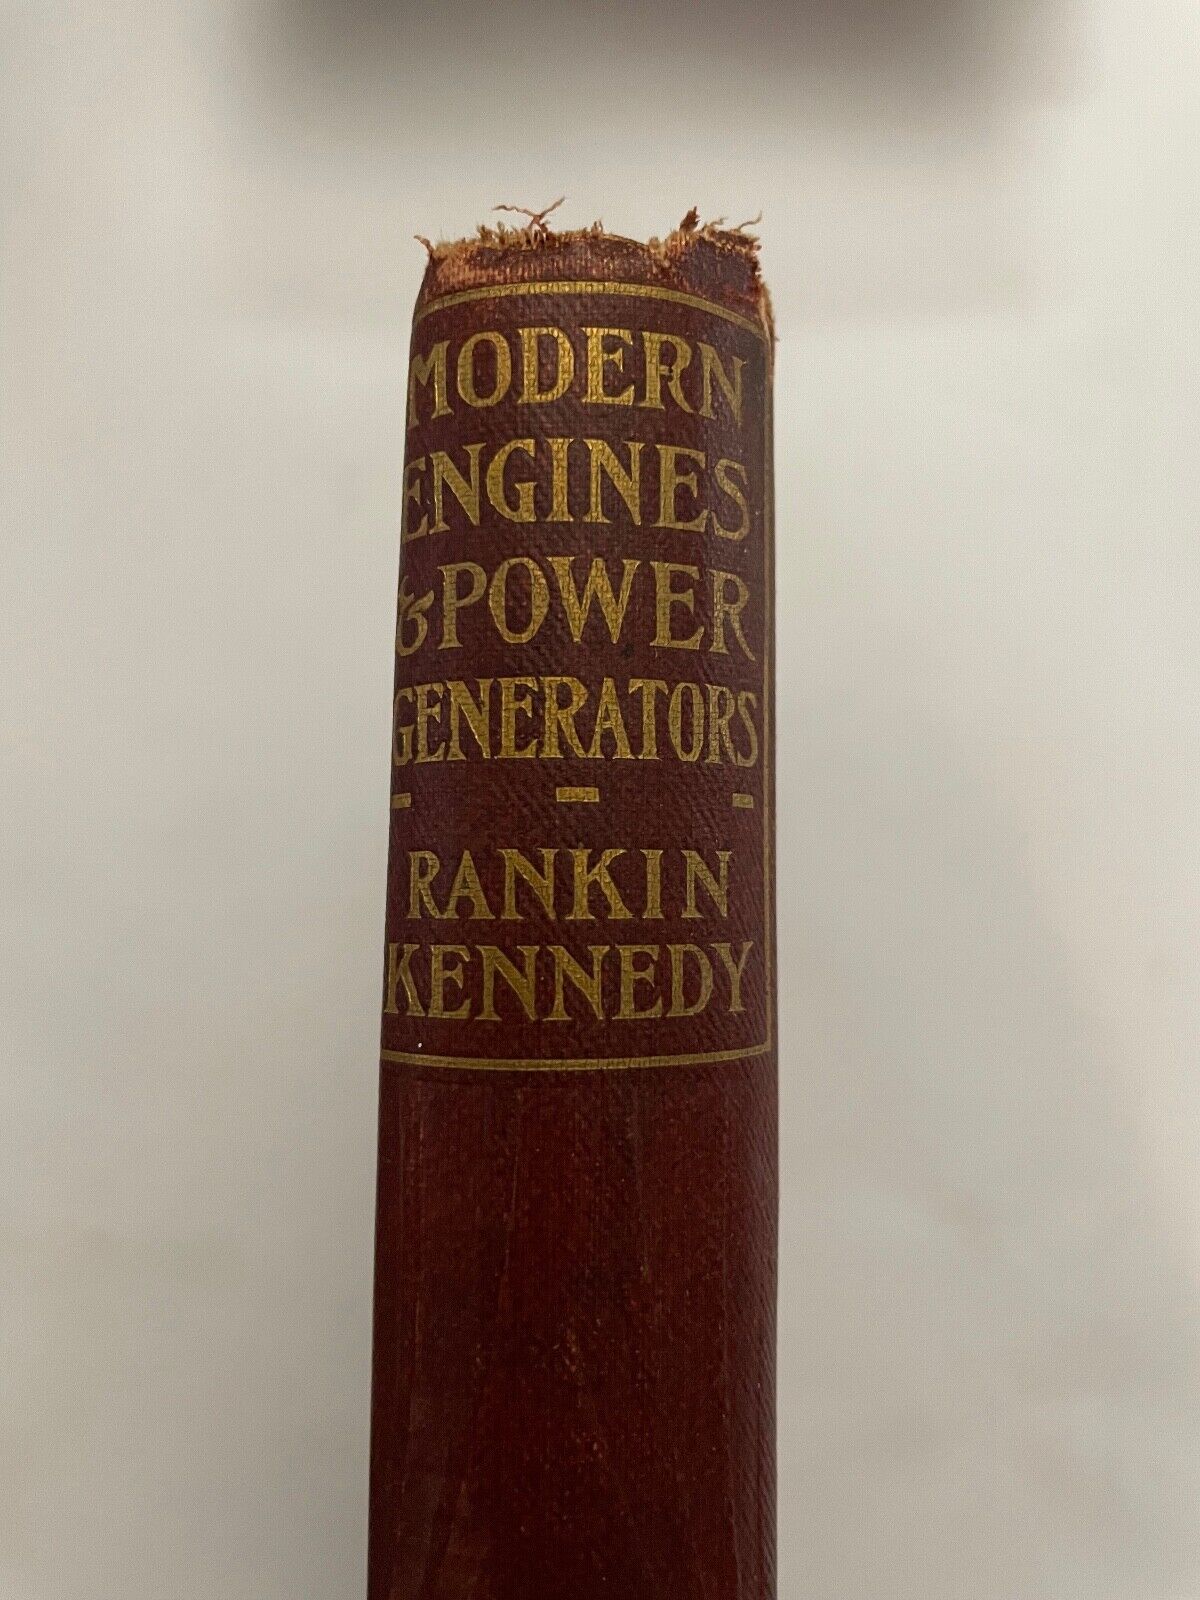 MODERN
ENGINES
& POWER
GENERATORS
RANKIN
KENNEDY